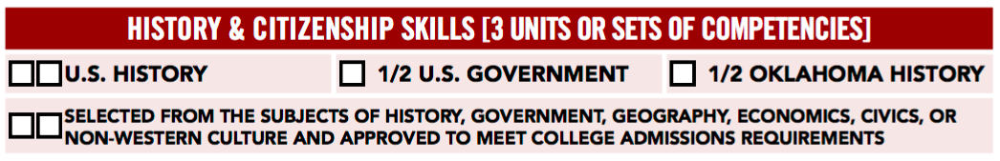 HISTORY & CITIZENSHIP SKILLS [3 UNITS OR SETS OF COMPETENCIES]
U.S. HISTORY 1/2 U.S. GOVERNMENT 1/2 OKLAHOMA HISTORY
SELECTED FROM THE SUBJECTS OF HISTORY, GOVERNMENT, GEOGRAPHY, ECONOMICS, CIVICS, OR
NON-WESTERN CULTURE AND APPROVED TO MEET COLLEGE ADMISSIONS REQUIREMENTS